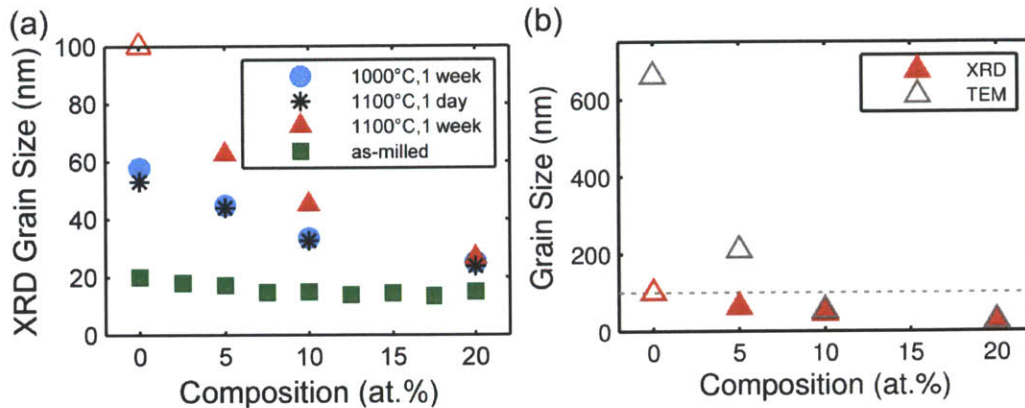 (a)
XRD Grain Size (nm)
100
80
60
40
20
0
1000°C,1 week
1100°C,1 day
1100°C,1 week
as-milled
0 5 10 15 20
Composition (at.%)
(b)
Grain Size (nm)
600
400
200
0
XRD
TEM
0 5 10 15 20
Composition (at.%)